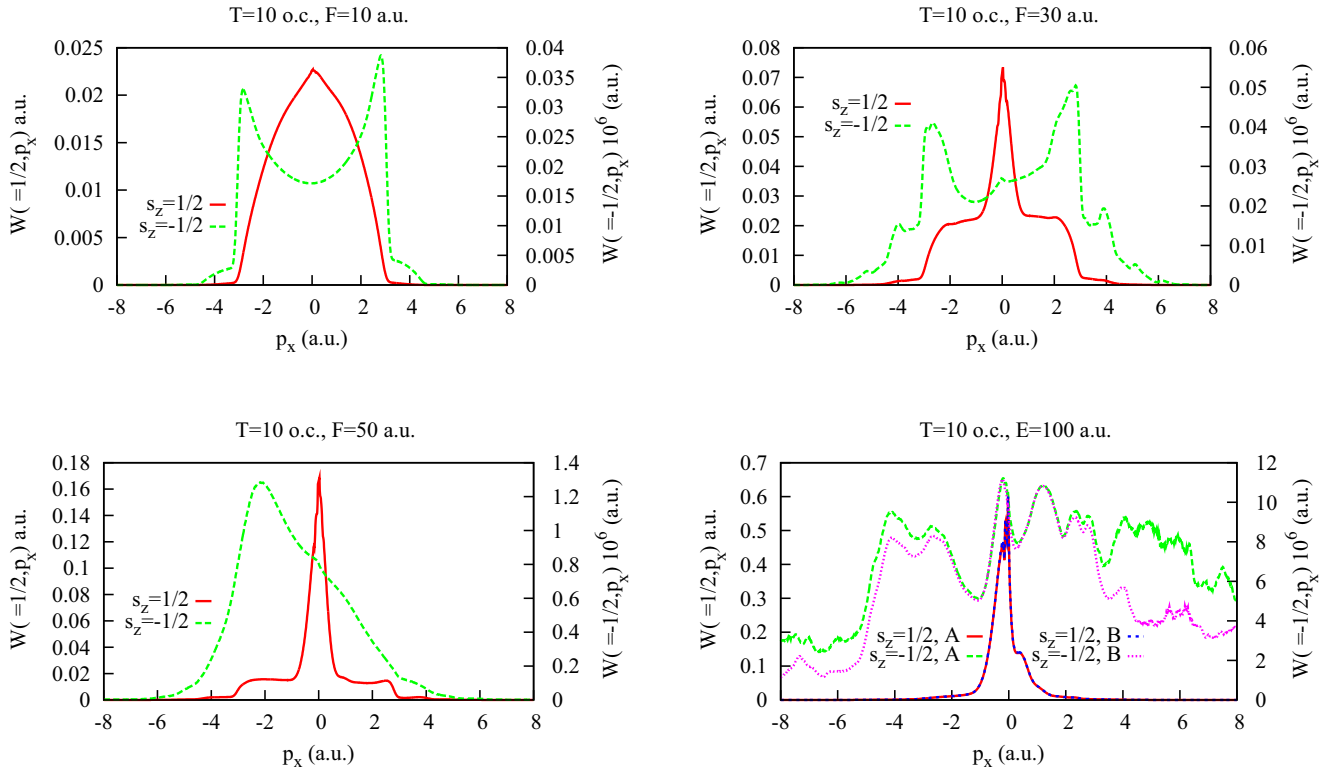 T=10 o.c., F=10 a.u.
W( =1/2,p_x) a.u.
0.025
0.02
0.015
0.01
0.005
0
0.04
0.035
0.03
0.025
0.02
0.015
0.01
0.005
0
W( =-1/2,p_x) 10^6 (a.u.)
s_z=1/2
s_z=-1/2
-8 -6 -4 -2 0 2 4 6 8
p_x (a.u.)
T=10 o.c., F=30 a.u.
W( =1/2,p_x) a.u.
0.08
0.07
0.06
0.05
0.04
0.03
0.02
0.01
0
0.06
0.05
0.04
0.03
0.02
0.01
0
W( =-1/2,p_x) 10^6 (a.u.)
s_z=1/2
s_z=-1/2
-8 -6 -4 -2 0 2 4 6 8
p_x (a.u.)
T=10 o.c., F=50 a.u.
W( =1/2,p_x) a.u.
0.18
0.16
0.14
0.12
0.1
0.08
0.06
0.04
0.02
0
1.4
1.2
1
0.8
0.6
0.4
0.2
0
W( =-1/2,p_x) 10^6 (a.u.)
s_z=1/2
s_z=-1/2
-8 -6 -4 -2 0 2 4 6 8
p_x (a.u.)
T=10 o.c., E=100 a.u.
W( =1/2,p_x) a.u.
0.7
0.6
0.5
0.4
0.3
0.2
0.1
0
12
10
8
6
4
2
0
W( =-1/2,p_x) 10^6 (a.u.)
s_z=1/2, A
s_z=-1/2, A
s_z=1/2, B
s_z=-1/2, B
-8 -6 -4 -2 0 2 4 6 8
p_x (a.u.)